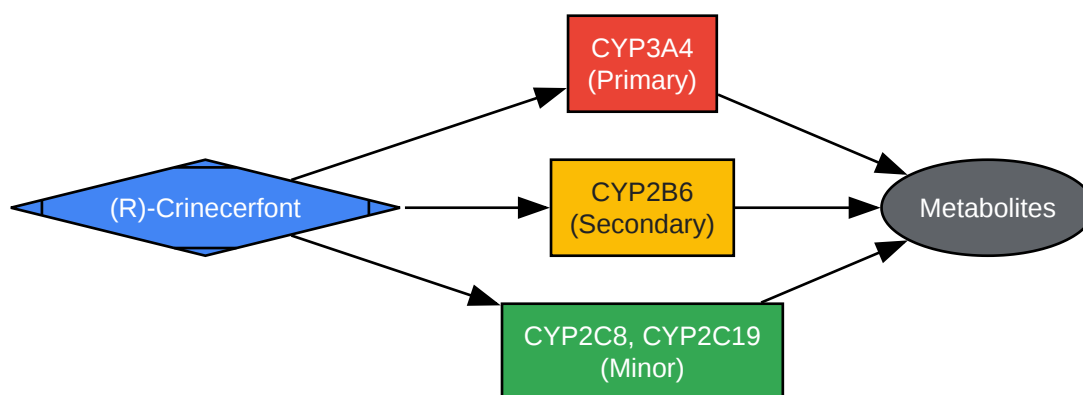 CYP3A4
(Primary)
(R)-Crinecerfont
CYP2B6
(Secondary)
Metabolites
CYP2C8, CYP2C19
(Minor)